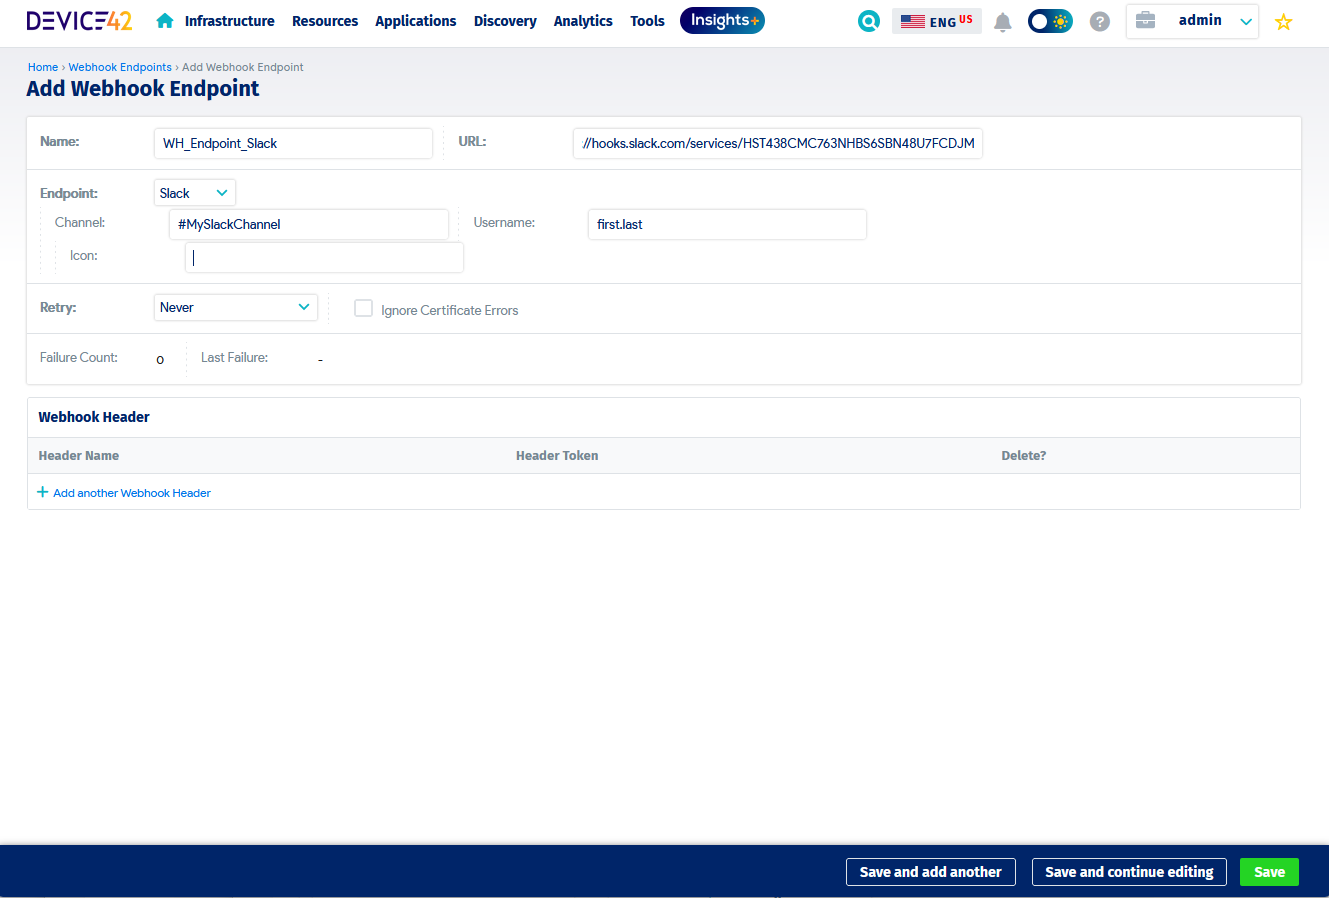 DEVICE42 Infrastructure Resources Applications Discovery Analytics Tools Insights+ ENG US ? admin
Home › Webhook Endpoints › Add Webhook Endpoint
Add Webhook Endpoint
Name: WH_Endpoint_Slack URL: //hooks.slack.com/services/HST438CMC763NHBS6SBN48U7FCDJM
Endpoint: Slack
Channel: #MySlackChannel Username: first.last
Icon:
Retry: Never Ignore Certificate Errors
Failure Count: 0 Last Failure: -
Webhook Header
Header Name Header Token Delete?
+ Add another Webhook Header
Save and add another Save and continue editing Save